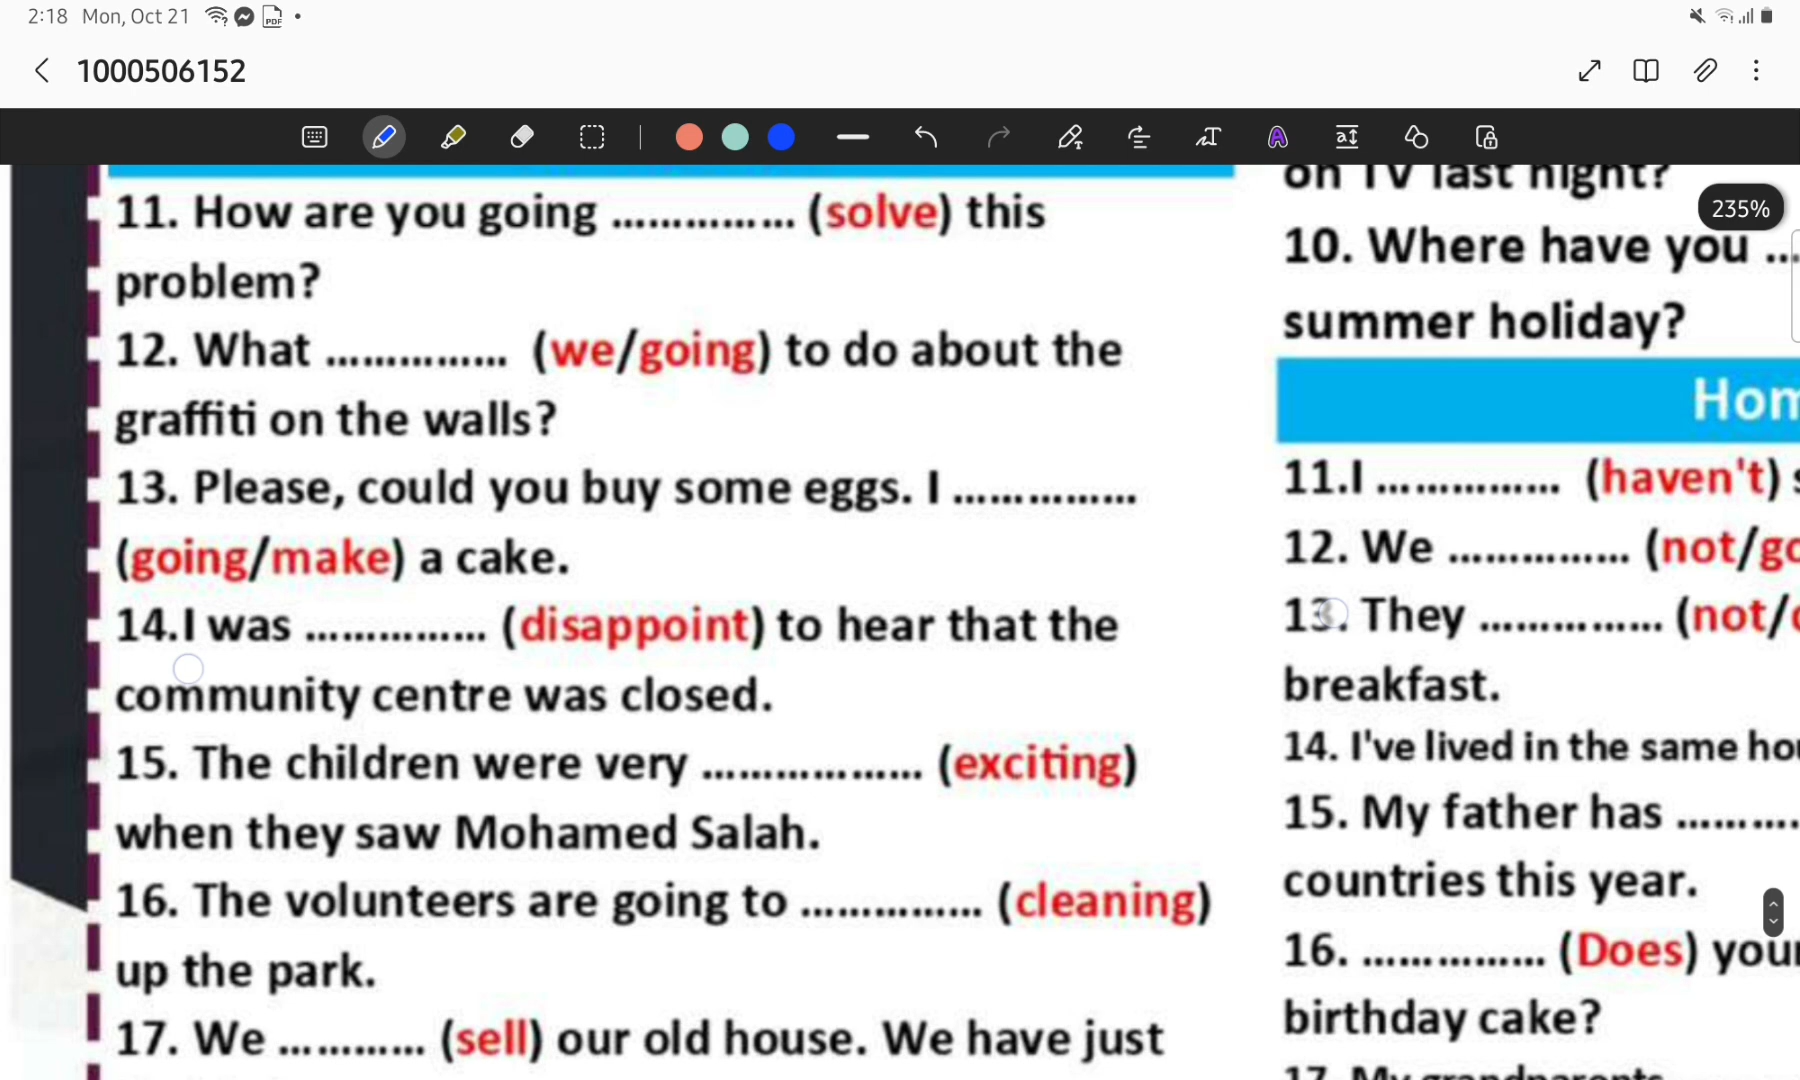 2:18 Mon, Oct 21
1000506152
235%
11. How are you going ............... (solve) this
problem?
12. What ............... (we/going) to do about the
graffiti on the walls?
13. Please, could you buy some eggs. I ...............
(going/make) a cake.
14.I was ............... (disappoint) to hear that the
community centre was closed.
15. The children were very .................. (exciting)
when they saw Mohamed Salah.
16. The volunteers are going to ............... (cleaning)
up the park.
17. We ............ (sell) our old house. We have just
on TV last night?
10. Where have you ...
summer holiday?
11.I ............... (haven't)
12. We ............... (not/
13. They ............... (not/
breakfast.
14. I've lived in the same
15. My father has ..........
countries this year.
16. ............... (Does)
birthday cake?
17. My grandparents